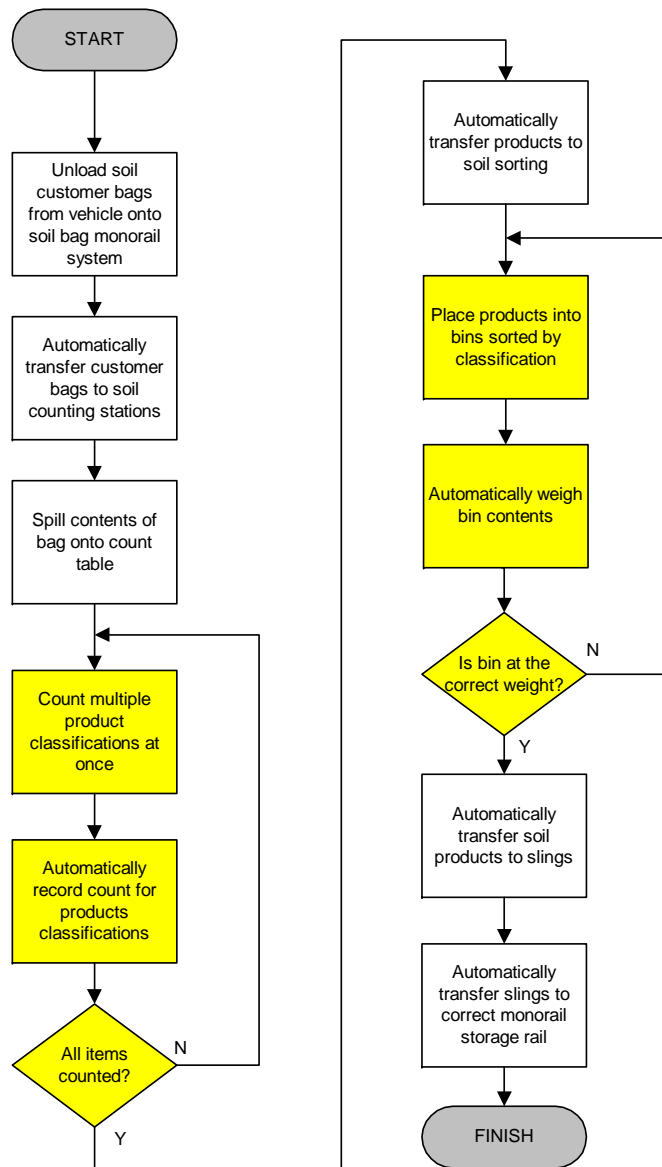 START
Unload soil
customer bags
from vehicle onto
soil bag monorail
system
Automatically
transfer customer
bags to soil
counting stations
Spill contents of
bag onto count
table
Count multiple
product
classifications at
once
Automatically
record count for
products
classifications
All items
counted?
N
Y
Automatically
transfer products to
soil sorting
Place products into
bins sorted by
classification
Automatically weigh
bin contents
Is bin at the
correct weight?
N
Y
Automatically
transfer soil
products to slings
Automatically
transfer slings to
correct monorail
storage rail
FINISH